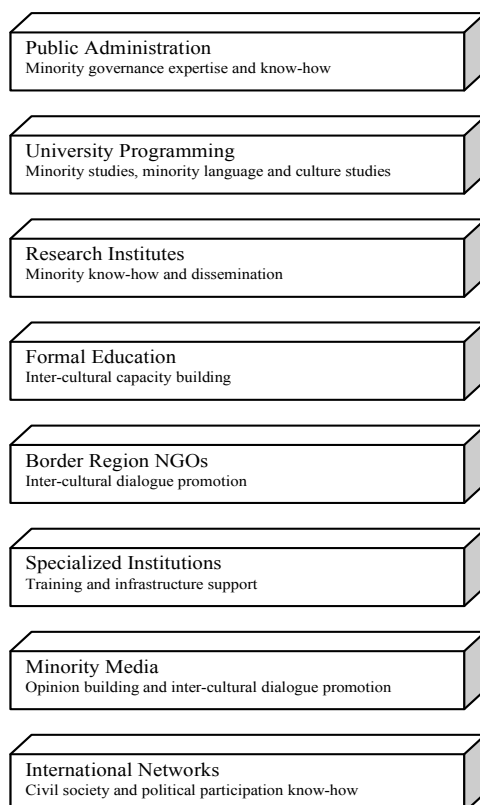 Public Administration
Minority governance expertise and know-how
University Programming
Minority studies, minority language and culture studies
Research Institutes
Minority know-how and dissemination
Formal Education
Inter-cultural capacity building
Border Region NGOs
Inter-cultural dialogue promotion
Specialized Institutions
Training and infrastructure support
Minority Media
Opinion building and inter-cultural dialogue promotion
International Networks
Civil society and political participation know-how